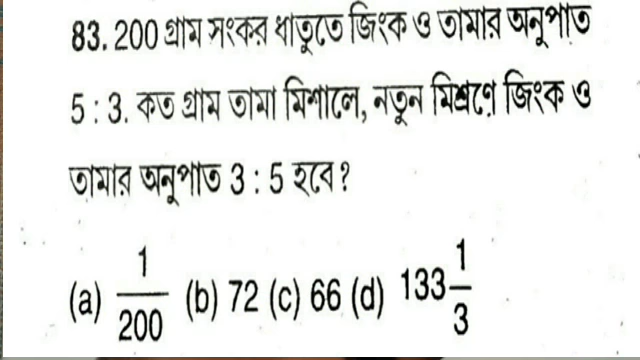 83. 200 গ্রাম সংকর ধাতুতে জিংক ও তামার অনুপাত
5 : 3. কত গ্রাম তামা মিশালে, নতুন মিশ্রণে জিংক ও
তামার অনুপাত 3 : 5 হবে?
(a) 1/200 (b) 72 (c) 66 (d) 133 1/3